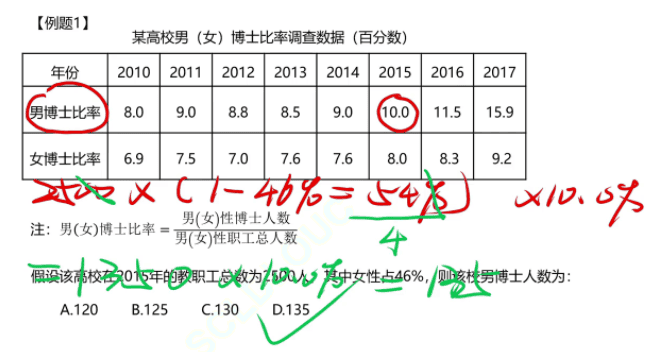 【例题1】
某高校男（女）博士比率调查数据（百分数）
年份 2010 2011 2012 2013 2014 2015 2016 2017
男博士比率 8.0 9.0 8.8 8.5 9.0 10.0 11.5 15.9
女博士比率 6.9 7.5 7.0 7.6 7.6 8.0 8.3 9.2
2500 × (1-46%=54%) ×10.0%
注：男(女)博士比率=男(女)性博士人数/男(女)性职工总人数
4
=1350×10.0%=135
假设该高校在2015年的教职工总数为2500人，其中女性占46%，则该校男博士人数为：
A.120 B.125 C.130 D.135